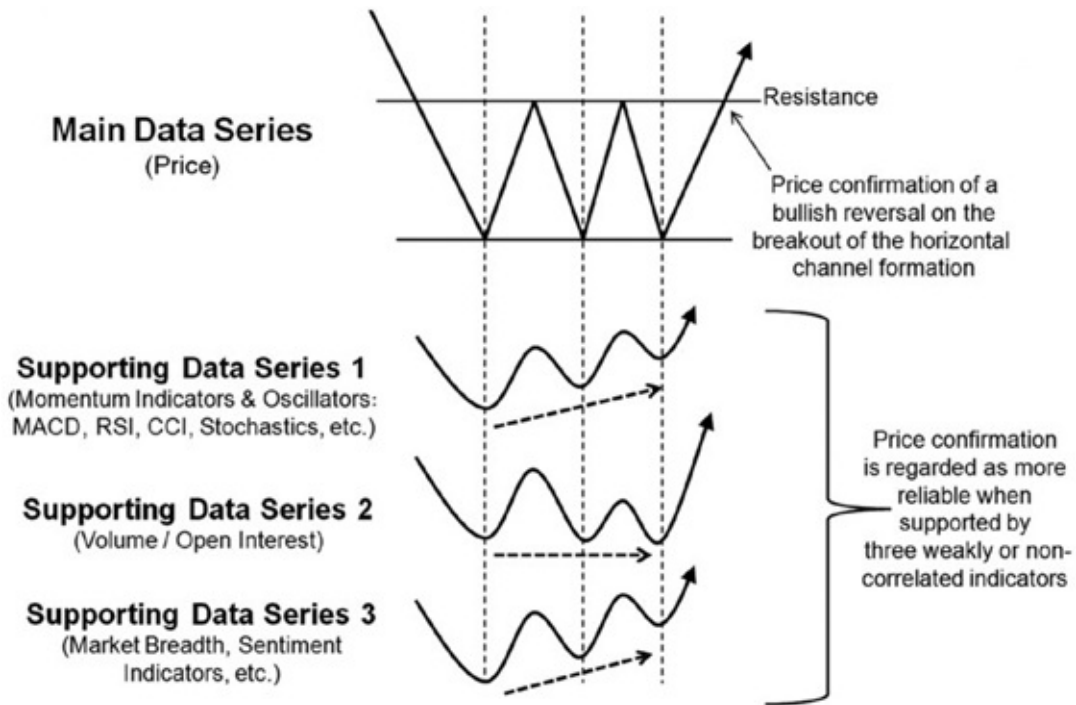 Main Data Series
(Price)
Resistance
Price confirmation of a
bullish reversal on the
breakout of the horizontal
channel formation
Supporting Data Series 1
(Momentum Indicators & Oscillators:
MACD, RSI, CCI, Stochastics, etc.)
Supporting Data Series 2
(Volume / Open Interest)
Supporting Data Series 3
(Market Breadth, Sentiment
Indicators, etc.)
Price confirmation
is regarded as more
reliable when
supported by
three weakly or non-
correlated indicators